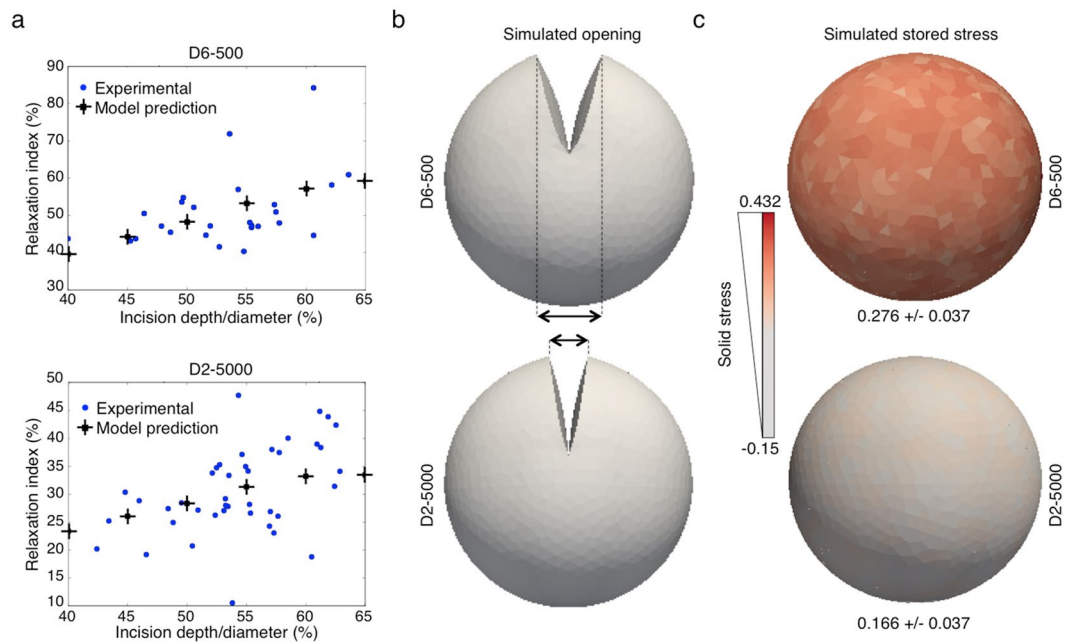 a
D6-500
90
80
70
60
50
40
30
Relaxation index (%)
Experimental
Model prediction
40 45 50 55 60 65
Incision depth/diameter (%)
D2-5000
50
45
40
35
30
25
20
15
10
Relaxation index (%)
Experimental
Model prediction
40 45 50 55 60 65
Incision depth/diameter (%)
b
Simulated opening
D6-500
D2-5000
c
Simulated stored stress
0.432
Solid stress
-0.15
D6-500
0.276 +/- 0.037
D2-5000
0.166 +/- 0.037